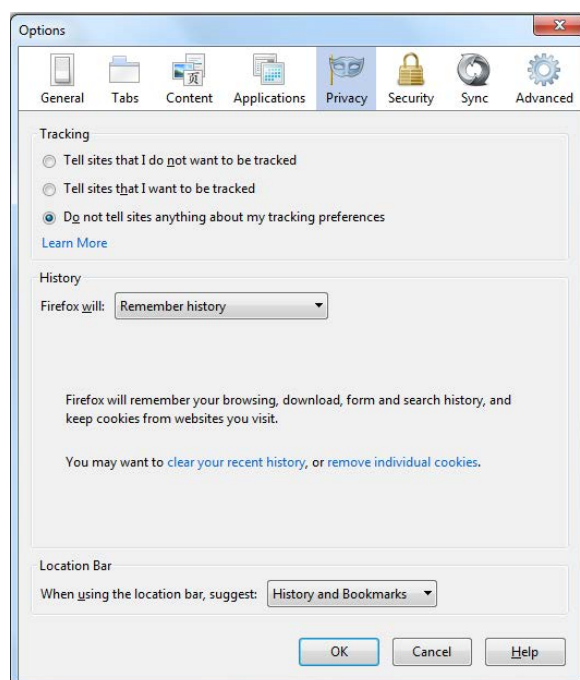 Options
General Tabs Content Applications Privacy Security Sync Advanced
页
Tracking
Tell sites that I do not want to be tracked
Tell sites that I want to be tracked
Do not tell sites anything about my tracking preferences
Learn More
History
Firefox will: Remember history
Firefox will remember your browsing, download, form and search history, and
keep cookies from websites you visit.
You may want to clear your recent history, or remove individual cookies.
Location Bar
When using the location bar, suggest: History and Bookmarks
OK Cancel Help